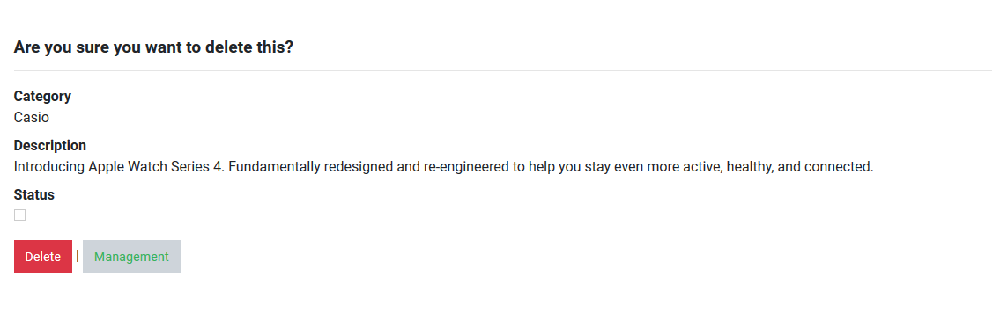 Are you sure you want to delete this?
Category
Casio
Description
Introducing Apple Watch Series 4. Fundamentally redesigned and re-engineered to help you stay even more active, healthy, and connected.
Status
Delete | Management